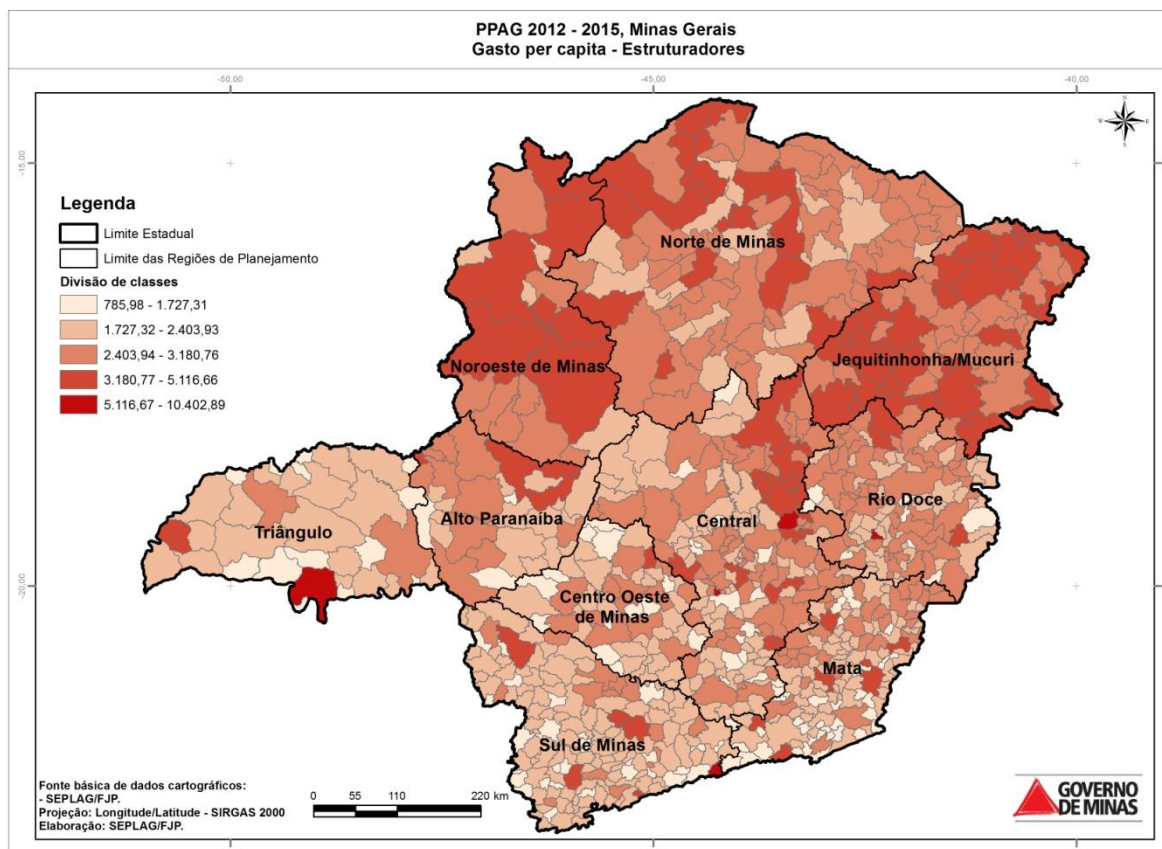 PPAG 2012 - 2015, Minas Gerais
Gasto per capita - Estruturadores
-50,00
-45,00
-40,00
-15,00
-15,00
Legenda
Limite Estadual
Limite das Regiões de Planejamento
Divisão de classes
785,98 - 1.727,31
1.727,32 - 2.403,93
2.403,94 - 3.180,76
3.180,77 - 5.116,66
5.116,67 - 10.402,89
Norte de Minas
Noroeste de Minas
Jequitinhonha/Mucuri
Rio Doce
Alto Paranaíba
Central
Triângulo
-20,00
-20,00
Centro Oeste
de Minas
Mata
Sul de Minas
Fonte básica de dados cartográficos:
- SEPLAG/FJP.
Projeção: Longitude/Latitude - SIRGAS 2000
Elaboração: SEPLAG/FJP.
0 55 110 220 km
GOVERNO
DE MINAS
N
W E
S